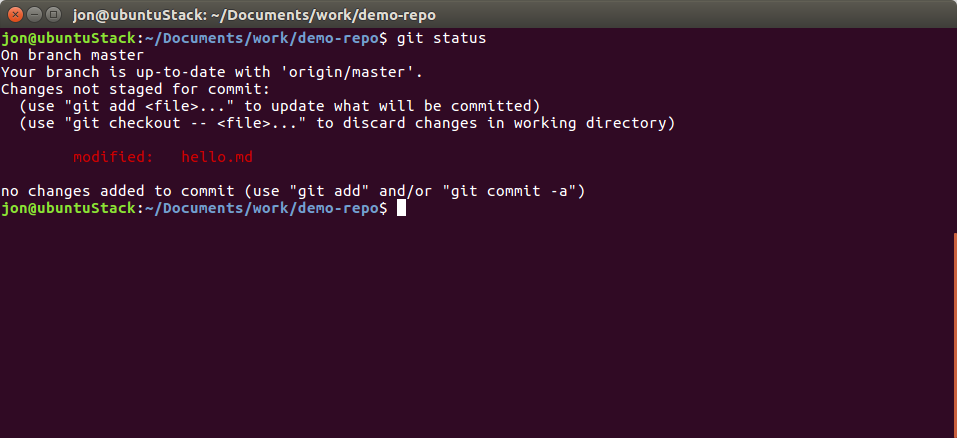 jon@ubuntuStack: ~/Documents/work/demo-repo
jon@ubuntuStack:~/Documents/work/demo-repo$ git status
On branch master
Your branch is up-to-date with 'origin/master'.
Changes not staged for commit:
  (use "git add <file>..." to update what will be committed)
  (use "git checkout -- <file>..." to discard changes in working directory)
        modified:   hello.md
no changes added to commit (use "git add" and/or "git commit -a")
jon@ubuntuStack:~/Documents/work/demo-repo$